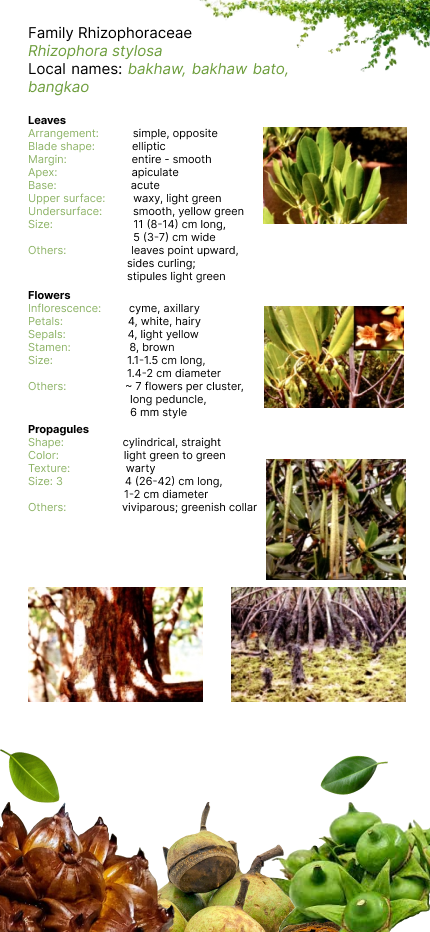 Family Rhizophoraceae
Rhizophora stylosa
Local names: bakhaw, bakhaw bato,
bangkao
Leaves
Arrangement: simple, opposite
Blade shape: elliptic
Margin: entire - smooth
Apex: apiculate
Base: acute
Upper surface: waxy, light green
Undersurface: smooth, yellow green
Size: 11 (8-14) cm long,
5 (3-7) cm wide
Others: leaves point upward,
sides curling;
stipules light green
Flowers
Inflorescence: cyme, axillary
Petals: 4, white, hairy
Sepals: 4, light yellow
Stamen: 8, brown
Size: 1.1-1.5 cm long,
1.4-2 cm diameter
Others: ~ 7 flowers per cluster,
long peduncle,
6 mm style
Propagules
Shape: cylindrical, straight
Color: light green to green
Texture: warty
Size: 3 4 (26-42) cm long,
1-2 cm diameter
Others: viviparous; greenish collar